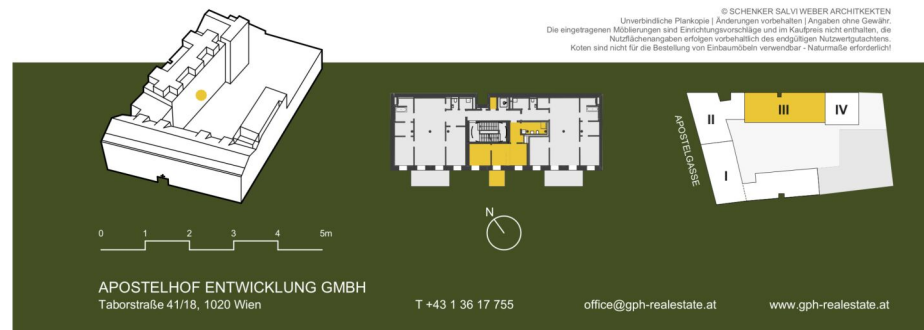 © SCHENKER SALVI WEBER ARCHITKEKTEN
Unverbindliche Plankopie | Änderungen vorbehalten | Angaben ohne Gewähr.
Die eingetragenen Möblierungen sind Einrichtungsvorschläge und im Kaufpreis nicht enthalten, die
Nutzflächenangaben erfolgen vorbehaltlich des endgültigen Nutzwertgutachtens.
Koten sind nicht für die Bestellung von Einbaumöbeln verwendbar - Naturmaße erforderlich!
II
III
IV
I
APOSTELGASSE
N
0 1 2 3 4 5m
APOSTELHOF ENTWICKLUNG GMBH
Taborstraße 41/18, 1020 Wien
T +43 1 36 17 755
office@gph-realestate.at
www.gph-realestate.at